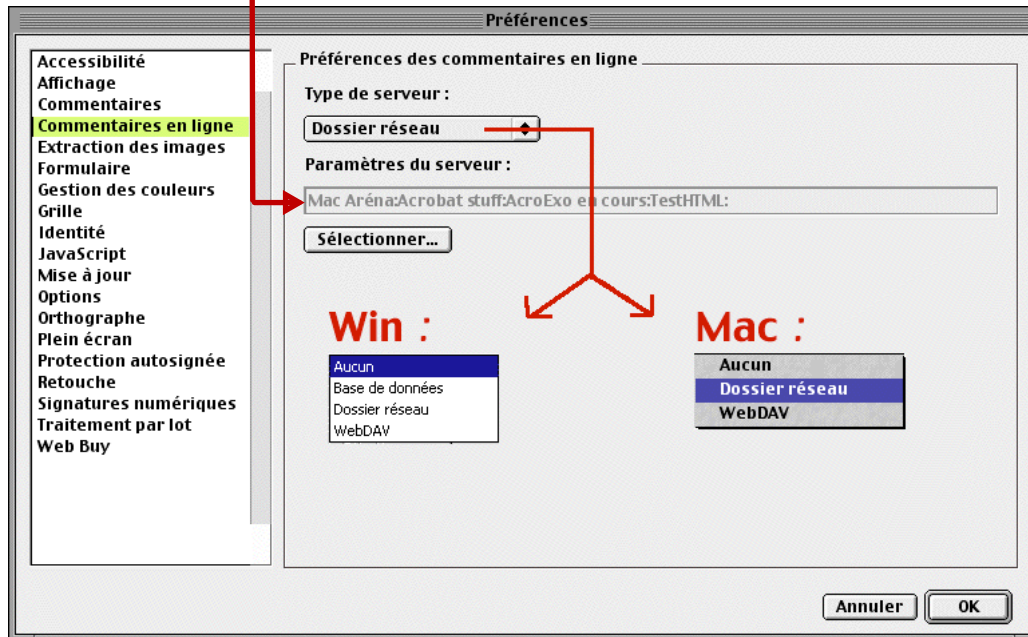 Préférences
Accessibilité
Affichage
Commentaires
Commentaires en ligne
Extraction des images
Formulaire
Gestion des couleurs
Grille
Identité
JavaScript
Mise à jour
Options
Orthographe
Plein écran
Protection autosignée
Retouche
Signatures numériques
Traitement par lot
Web Buy
Préférences des commentaires en ligne
Type de serveur :
Dossier réseau
Paramètres du serveur :
Mac Aréna:Acrobat stuff:AcroExo en cours:TestHTML:
Sélectionner...
Win :
Aucun
Base de données
Dossier réseau
WebDAV
Mac :
Aucun
Dossier réseau
WebDAV
Annuler
OK